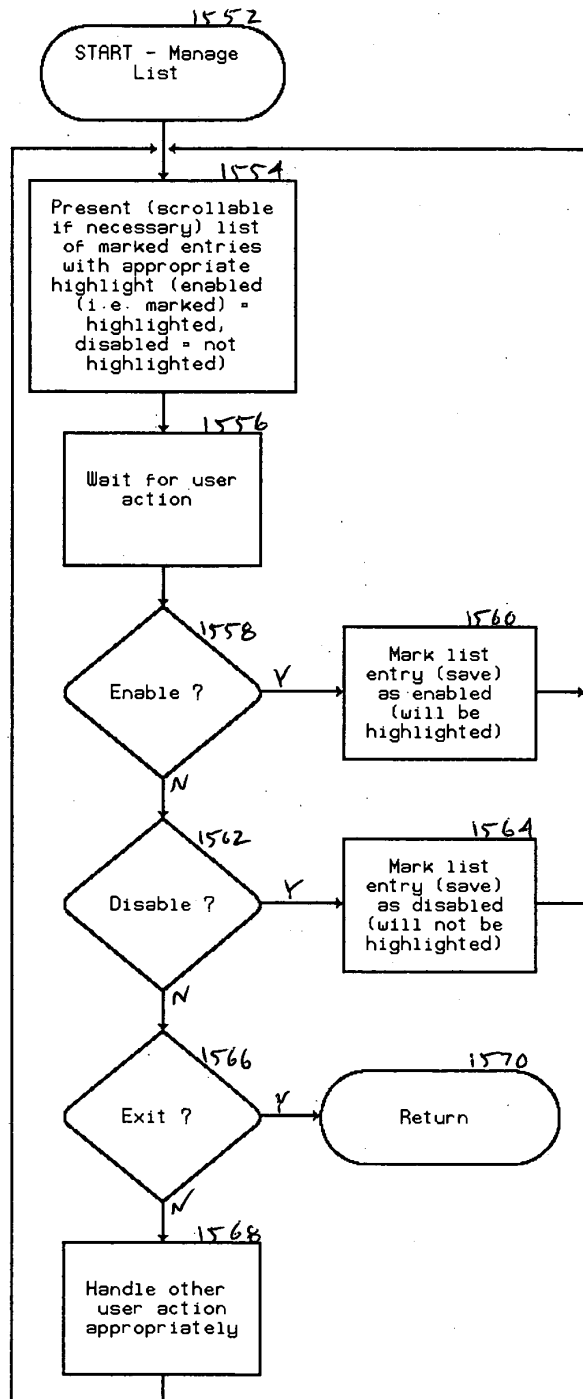 1552
START - Manage
List
1554
Present (scrollable
if necessary) list
of marked entries
with appropriate
highlight (enabled
(i.e. marked) =
highlighted,
disabled = not
highlighted)
1556
Wait for user
action
1558
Enable ?
Y
N
1560
Mark list
entry (save)
as enabled
(will be
highlighted)
1562
Disable ?
Y
N
1564
Mark list
entry (save)
as disabled
(will not be
highlighted)
1566
Exit ?
Y
N
1570
Return
1568
Handle other
user action
appropriately